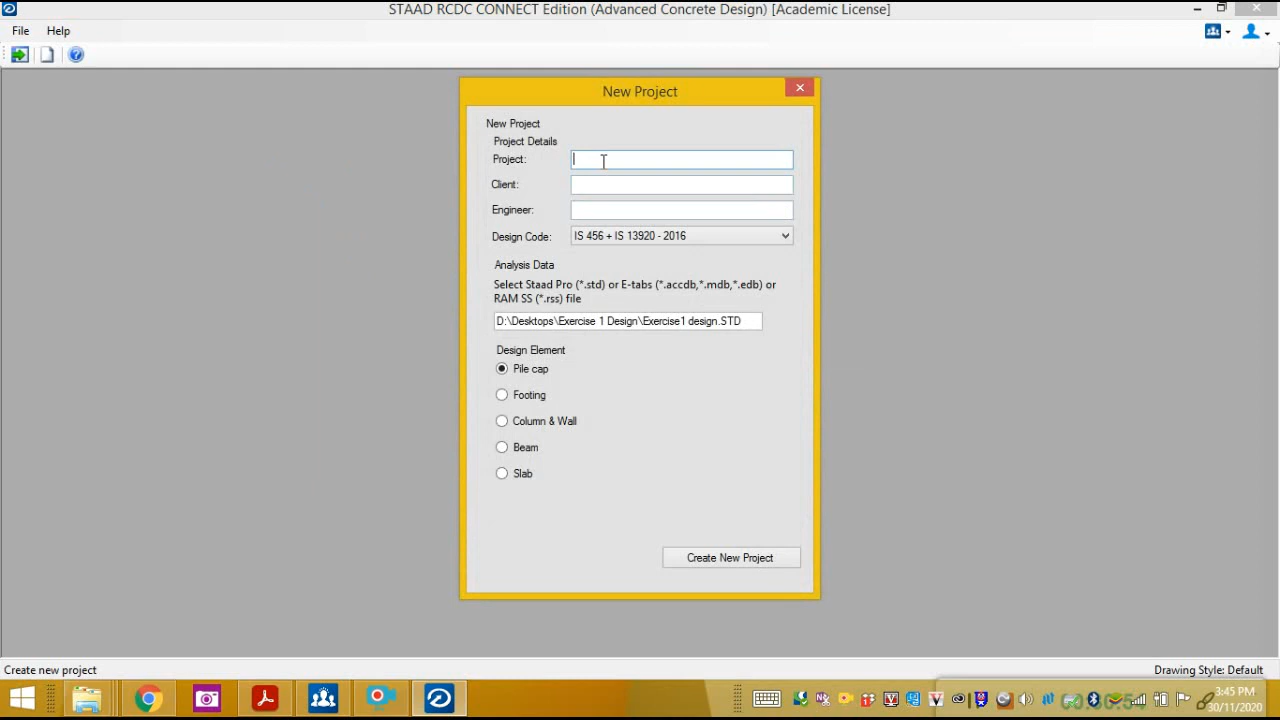 STAAD RCDC CONNECT Edition (Advanced Concrete Design) [Academic License]
File Help
New Project
New Project
Project Details
Project:
Client:
Engineer:
Design Code: IS 456 + IS 13920 - 2016
Analysis Data
Select Staad Pro (*.std) or E-tabs (*.accdb,*.mdb,*.edb) or
RAM SS (*.rss) file
D:\Desktops\Exercise 1 Design\Exercise1 design.STD
Design Element
Pile cap
Footing
Column & Wall
Beam
Slab
Create New Project
Create new project Drawing Style: Default
3:45 PM
30/11/2020